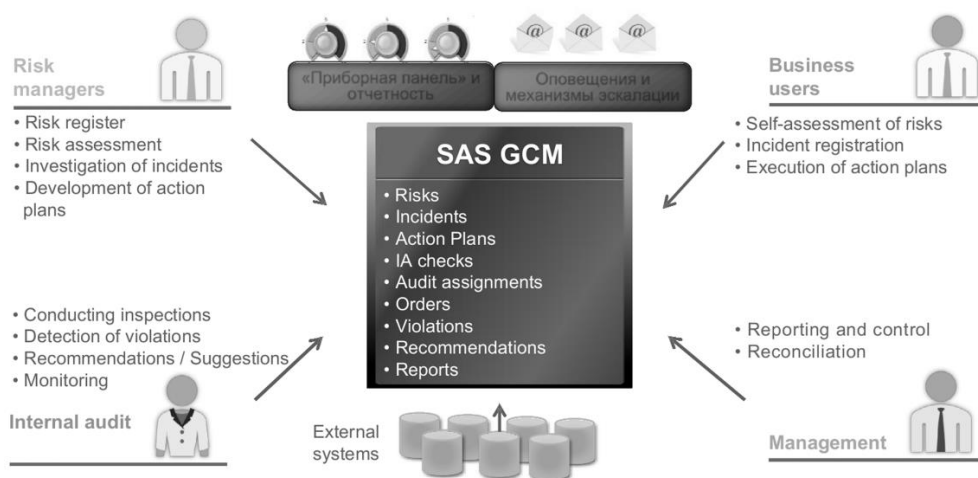 Risk
managers
• Risk register
• Risk assessment
• Investigation of incidents
• Development of action
plans
«Приборная панель» и
отчетность
@ @ @
Оповещения и
механизмы эскалации
Business
users
• Self-assessment of risks
• Incident registration
• Execution of action plans
SAS GCM
• Risks
• Incidents
• Action Plans
• IA checks
• Audit assignments
• Orders
• Violations
• Recommendations
• Reports
• Conducting inspections
• Detection of violations
• Recommendations / Suggestions
• Monitoring
Internal audit
External
systems
• Reporting and control
• Reconciliation
Management